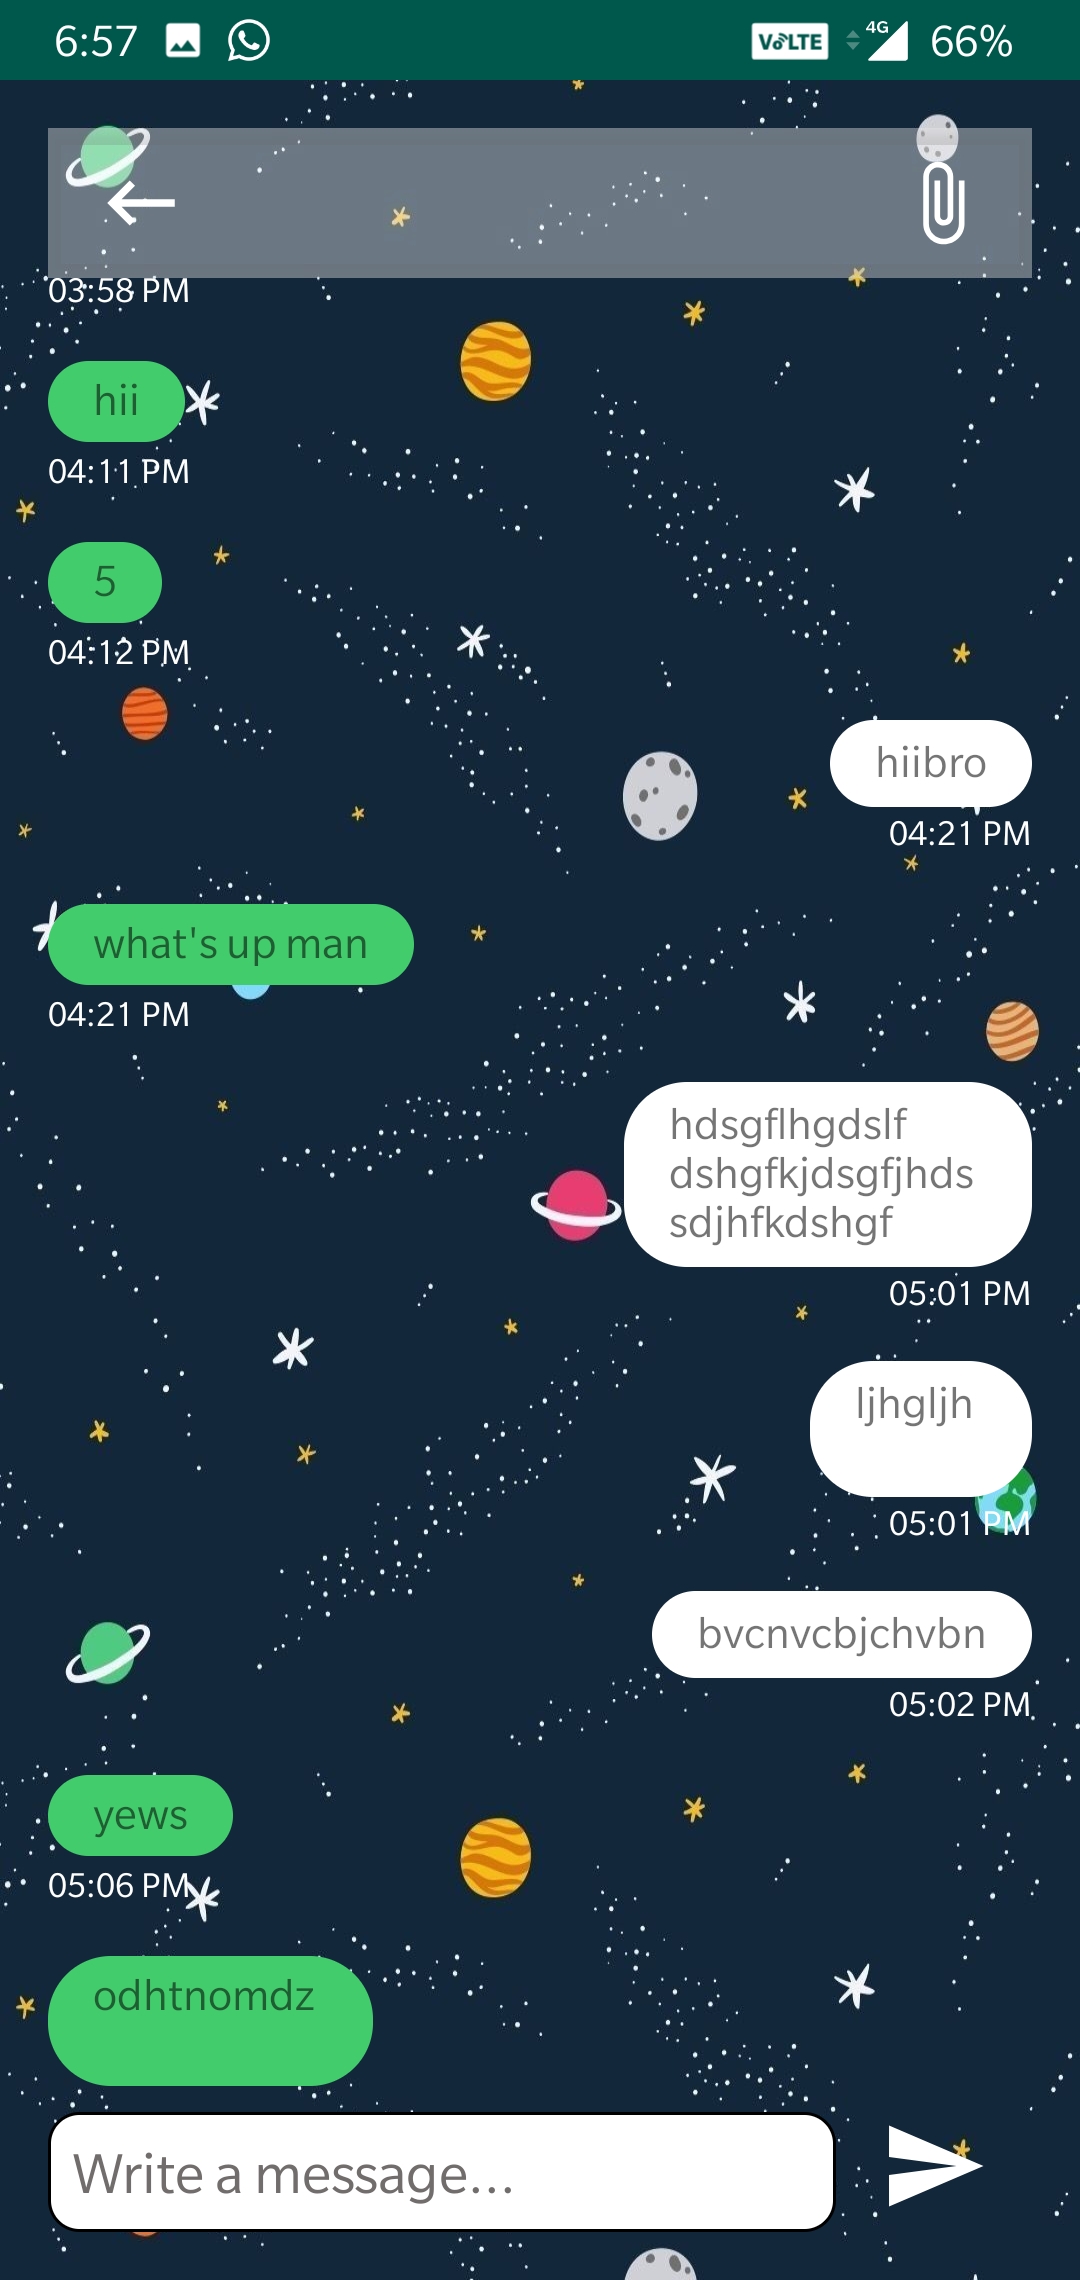 6:57 VoLTE 4G 66%
03:58 PM
hii
04:11 PM
5
04:12 PM
hiibro
04:21 PM
what's up man
04:21 PM
hdsgflhgdslf
dshgfkjdsgfjhds
sdjhfkdshgf
05:01 PM
ljhgljh
05:01 PM
bvcnvcbjchvbn
05:02 PM
yews
05:06 PM
odhtnomdz
Write a message...